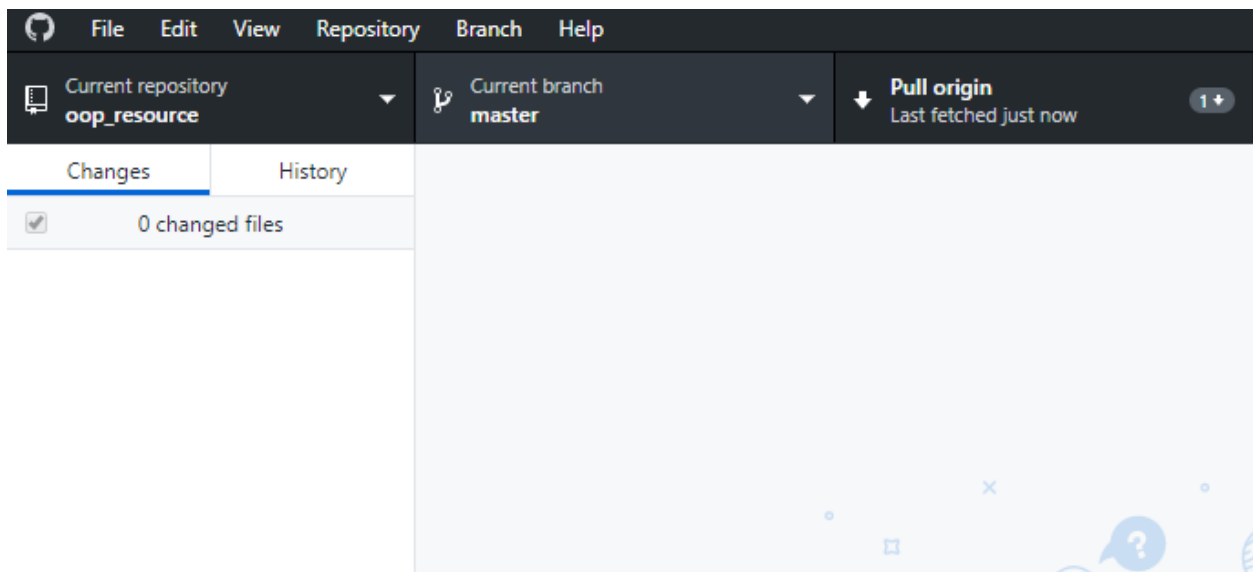 File Edit View Repository Branch Help
Current repository
oop_resource
Current branch
master
Pull origin
Last fetched just now
1
Changes History
0 changed files
?